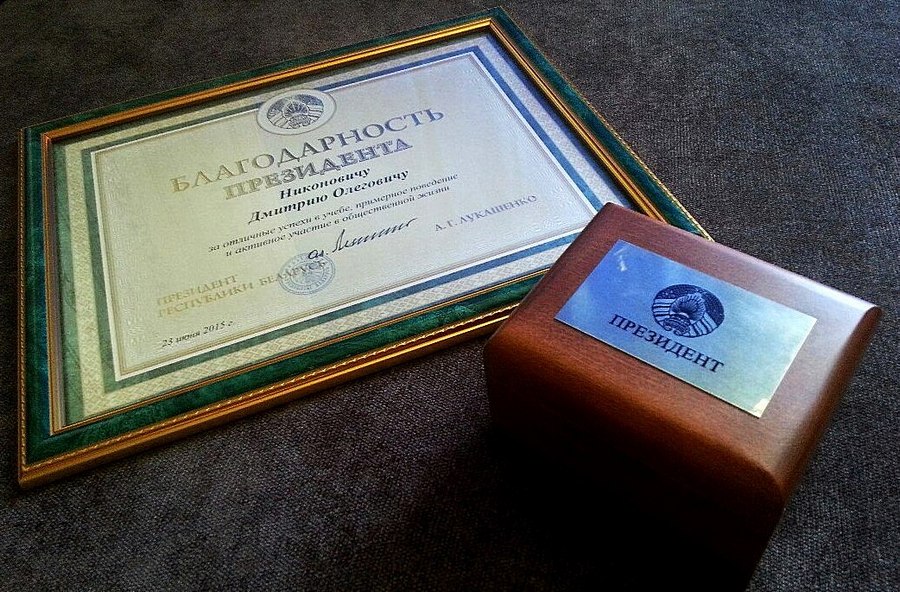 БЛАГОДАРНОСТЬ
ПРЕЗИДЕНТА
Никоновичу
Дмитрию Олеговичу
за отличные успехи в учебе, примерное поведение
и активное участие в общественной жизни
ПРЕЗИДЕНТ
РЕСПУБЛИКИ БЕЛАРУСЬ
А.Г. ЛУКАШЕНКО
23 июня 2015 г.
ПРЕЗИДЕНТ